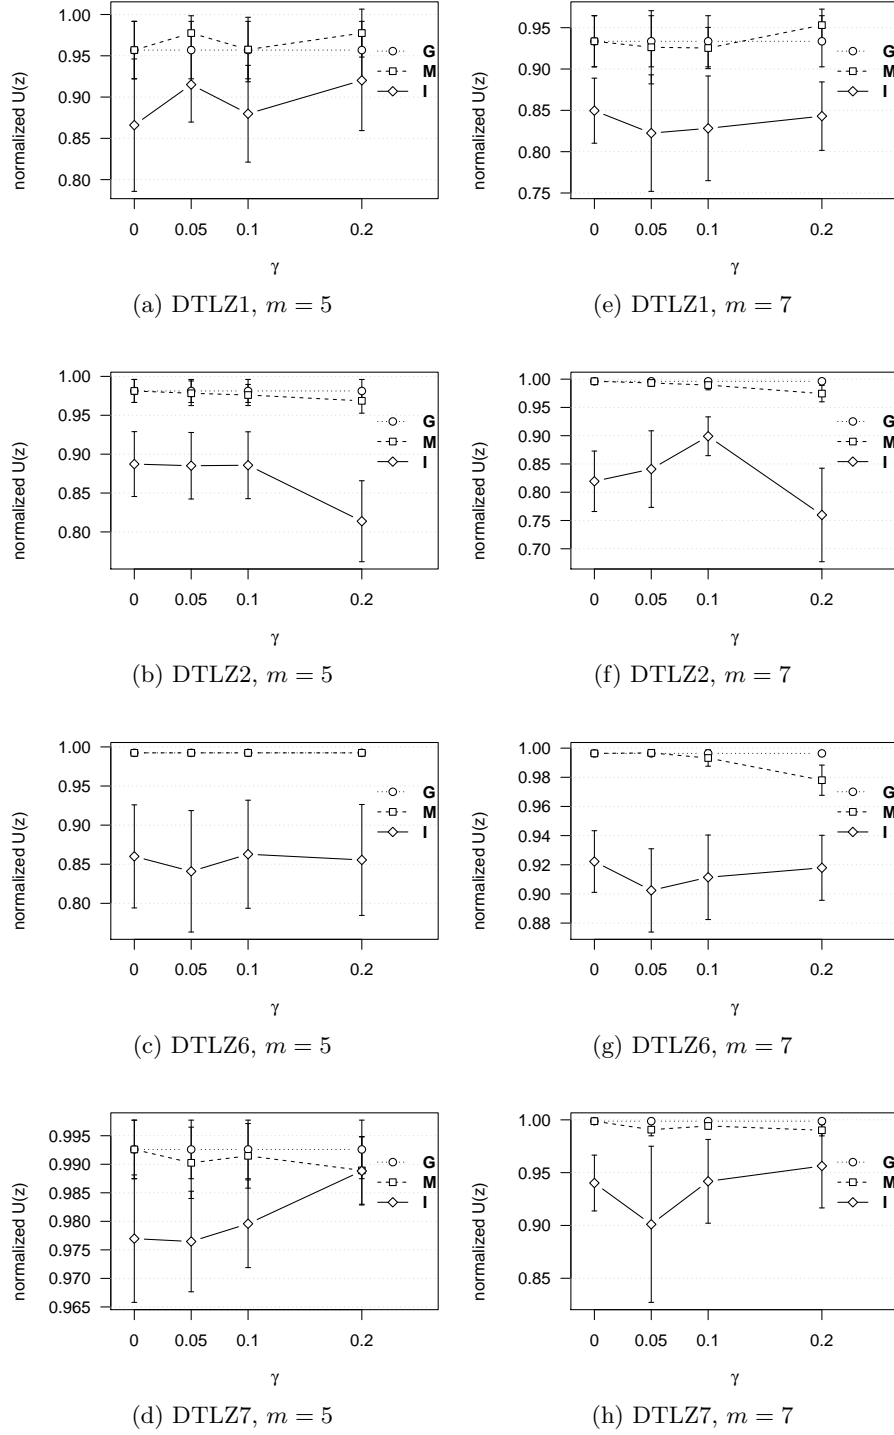 normalized U(z)
1.00
0.95
0.90
0.85
0.80
0
0.05
0.1
0.2
γ
G
M
I
(a) DTLZ1, m = 5
normalized U(z)
0.95
0.90
0.85
0.80
0.75
0
0.05
0.1
0.2
γ
G
M
I
(e) DTLZ1, m = 7
normalized U(z)
1.00
0.95
0.90
0.85
0.80
0
0.05
0.1
0.2
γ
G
M
I
(b) DTLZ2, m = 5
normalized U(z)
1.00
0.95
0.90
0.85
0.80
0.75
0.70
0
0.05
0.1
0.2
γ
G
M
I
(f) DTLZ2, m = 7
normalized U(z)
1.00
0.95
0.90
0.85
0.80
0
0.05
0.1
0.2
γ
G
M
I
(c) DTLZ6, m = 5
normalized U(z)
1.00
0.98
0.96
0.94
0.92
0.90
0.88
0
0.05
0.1
0.2
γ
G
M
I
(g) DTLZ6, m = 7
normalized U(z)
0.995
0.990
0.985
0.980
0.975
0.970
0.965
0
0.05
0.1
0.2
γ
G
M
I
(d) DTLZ7, m = 5
normalized U(z)
1.00
0.95
0.90
0.85
0
0.05
0.1
0.2
γ
G
M
I
(h) DTLZ7, m = 7